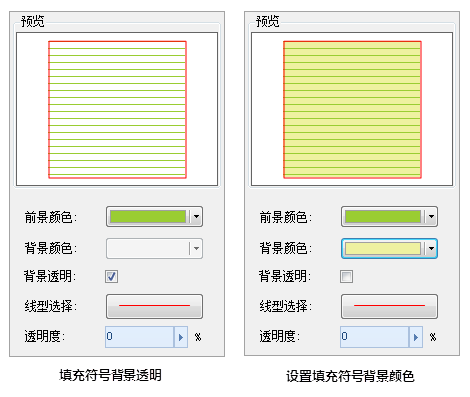 预览
前景颜色:
背景颜色:
背景透明:
线型选择:
透明度:
0
%
填充符号背景透明
预览
前景颜色:
背景颜色:
背景透明:
线型选择:
透明度:
0
%
设置填充符号背景颜色